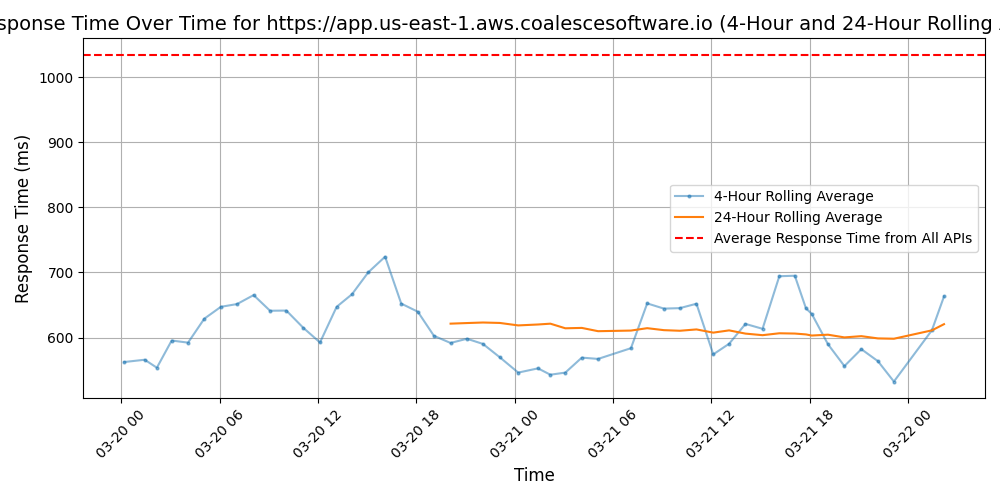 sponse Time Over Time for https://app.us-east-1.aws.coalescesoftware.io (4-Hour and 24-Hour Rolling
Response Time (ms)
1000
900
800
700
600
4-Hour Rolling Average
24-Hour Rolling Average
Average Response Time from All APIs
03-20 00
03-20 06
03-20 12
03-20 18
03-21 00
03-21 06
03-21 12
03-21 18
03-22 00
Time